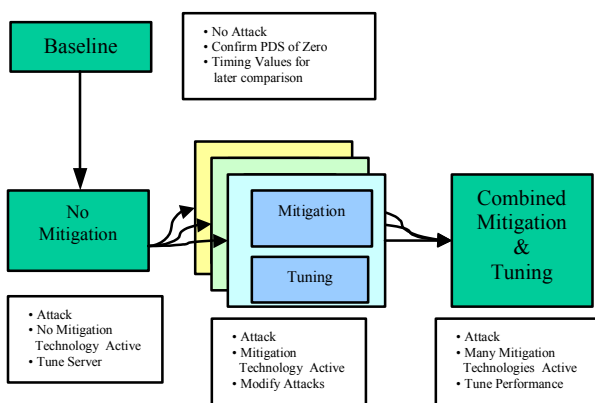 Baseline
• No Attack
• Confirm PDS of Zero
• Timing Values for
later comparison
No
Mitigation
Mitigation
Tuning
Combined
Mitigation
&
Tuning
• Attack
• No Mitigation
Technology Active
• Tune Server
• Attack
• Mitigation
Technology Active
• Modify Attacks
• Attack
• Many Mitigation
Technologies Active
• Tune Performance